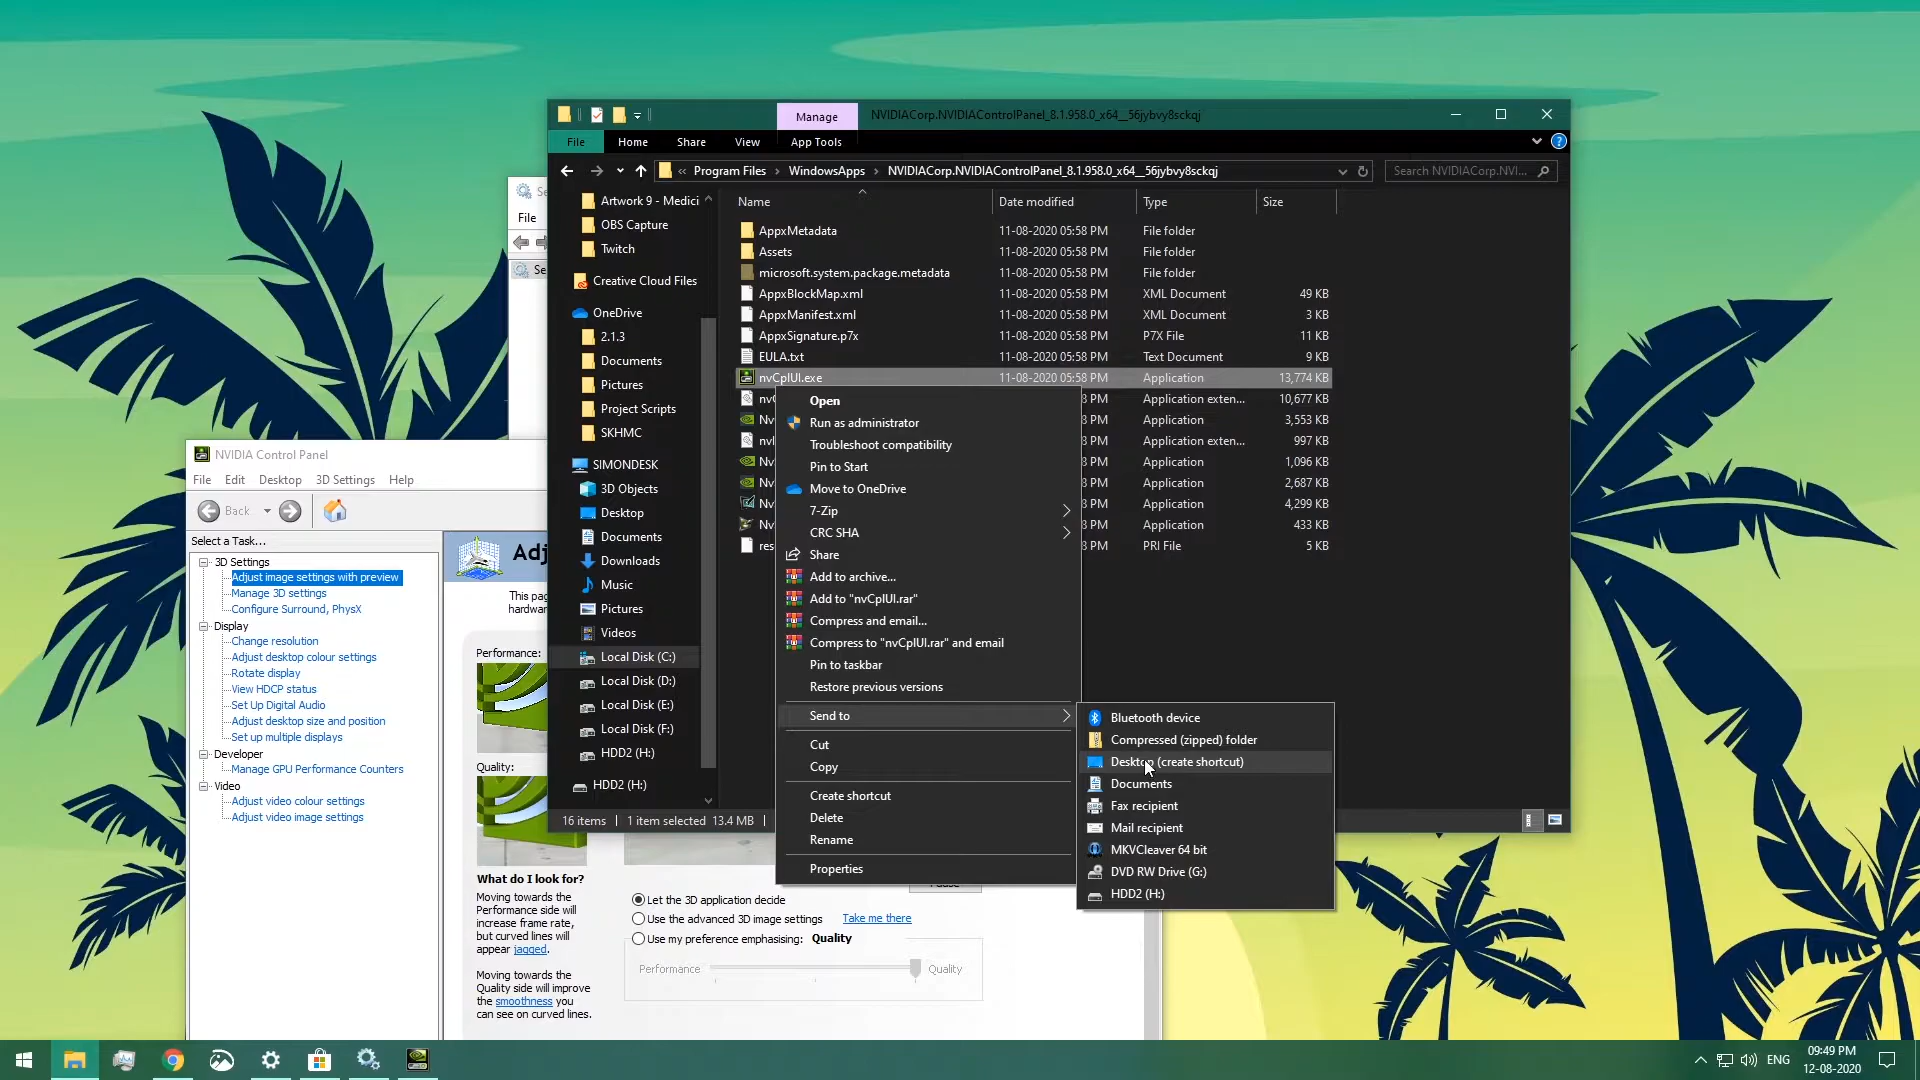 Manage
NVIDIACorp.NVIDIAControlPanel_8.1.958.0_x64__56jybvy8sckqj
File
Home
Share
View
App Tools
« Program Files > WindowsApps > NVIDIACorp.NVIDIAControlPanel_8.1.958.0_x64__56jybvy8sckqj
Search NVIDIACorp.NVI...
Artwork 9 - Medici
OBS Capture
Twitch
Creative Cloud Files
OneDrive
2.1.3
Documents
Pictures
Project Scripts
SKHMC
SIMONDESK
3D Objects
Desktop
Documents
Downloads
Music
Pictures
Videos
Local Disk (C:)
Local Disk (D:)
Local Disk (E:)
Local Disk (F:)
HDD2 (H:)
HDD2 (H:)
Name Date modified Type Size
AppxMetadata 11-08-2020 05:58 PM File folder
Assets 11-08-2020 05:58 PM File folder
microsoft.system.package.metadata 11-08-2020 05:58 PM File folder
AppxBlockMap.xml 11-08-2020 05:58 PM XML Document 49 KB
AppxManifest.xml 11-08-2020 05:58 PM XML Document 3 KB
AppxSignature.p7x 11-08-2020 05:58 PM P7X File 11 KB
EULA.txt 11-08-2020 05:58 PM Text Document 9 KB
nvCplUI.exe 11-08-2020 05:58 PM Application 13,774 KB
8 PM Application exten... 10,677 KB
8 PM Application 3,553 KB
8 PM Application exten... 997 KB
8 PM Application 1,096 KB
8 PM Application 2,687 KB
8 PM Application 4,299 KB
8 PM Application 433 KB
8 PM PRI File 5 KB
16 items 1 item selected 13.4 MB
Open
Run as administrator
Troubleshoot compatibility
Pin to Start
Move to OneDrive
7-Zip
CRC SHA
Share
Add to archive...
Add to "nvCplUI.rar"
Compress and email...
Compress to "nvCplUI.rar" and email
Pin to taskbar
Restore previous versions
Send to
Cut
Copy
Create shortcut
Delete
Rename
Properties
Bluetooth device
Compressed (zipped) folder
Desktop (create shortcut)
Documents
Fax recipient
Mail recipient
MKVCleaver 64 bit
DVD RW Drive (G:)
HDD2 (H:)
File
NVIDIA Control Panel
File Edit Desktop 3D Settings Help
Back
Select a Task...
3D Settings
Adjust image settings with preview
Manage 3D settings
Configure Surround, PhysX
Display
Change resolution
Adjust desktop colour settings
Rotate display
View HDCP status
Set Up Digital Audio
Adjust desktop size and position
Set up multiple displays
Developer
Manage GPU Performance Counters
Video
Adjust video colour settings
Adjust video image settings
Performance:
Quality:
What do I look for?
Moving towards the
Performance side will
increase frame rate,
but curved lines will
appear jagged.
Moving towards the
Quality side will improve
the smoothness you
can see on curved lines.
Let the 3D application decide
Use the advanced 3D image settings Take me there
Use my preference emphasising: Quality
Performance Quality
ENG
09:49 PM
12-08-2020